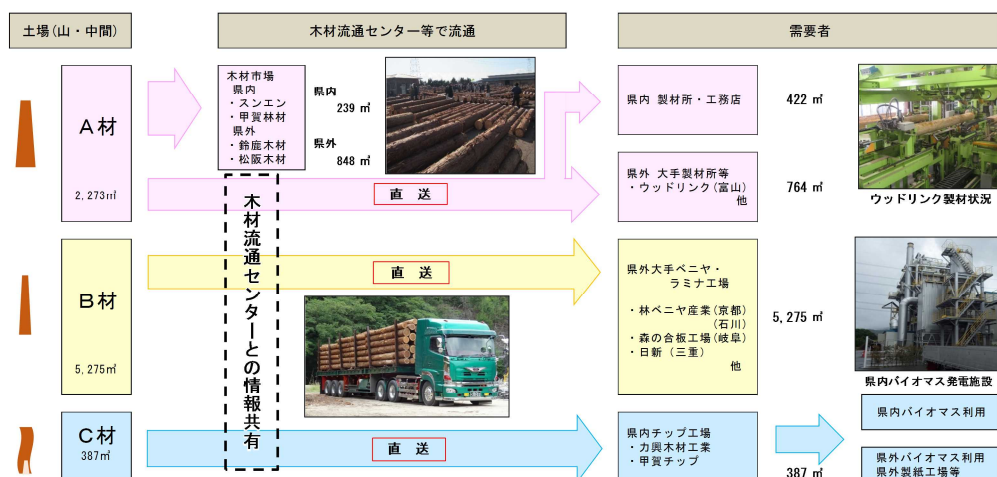 土場(山・中間)
木材流通センター等で流通
需要者
A材
2,273㎥
木材市場
県内
・スンエン
・甲賀林材
県外
・鈴鹿木材
・松阪木材
県内
239 ㎥
県外
848 ㎥
直 送
県内 製材所・工務店
422 ㎥
県外 大手製材所等
・ウッドリンク(富山)
他
764 ㎥
ウッドリンク製材状況
木材流通センターとの情報共有
B材
5,275㎥
直 送
県外大手ベニヤ・
ラミナ工場
・林ベニヤ産業(京都)
(石川)
・森の合板工場(岐阜)
・日新(三重)
他
5,275 ㎥
県内バイオマス発電施設
C材
387㎥
直 送
県内チップ工場
・力興木材工業
・甲賀チップ
387 ㎥
県内バイオマス利用
県外バイオマス利用
県外製紙工場等